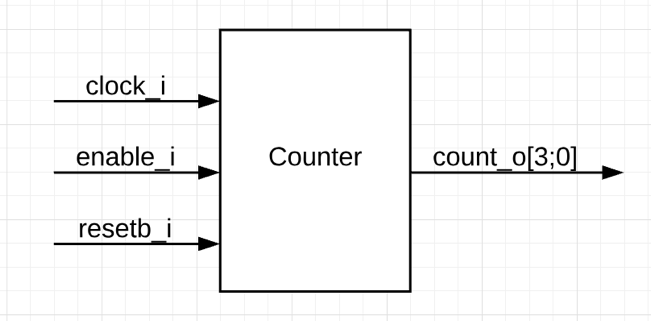 clock_i
enable_i
resetb_i
Counter
count_o[3;0]